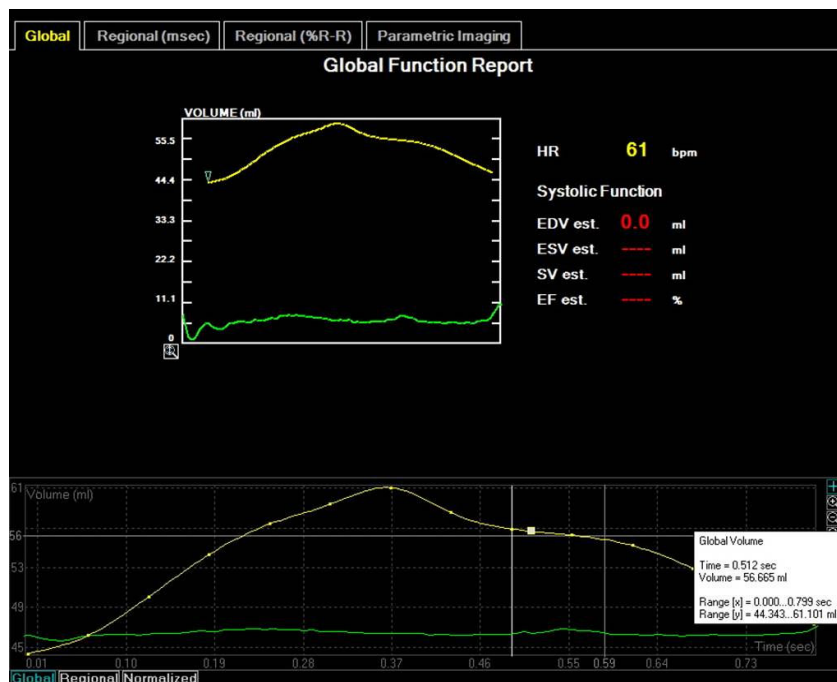 Global Regional (msec) Regional (%R-R) Parametric Imaging
Global Function Report
VOLUME (ml)
55.5
44.4
33.3
22.2
11.1
0
HR 61 bpm
Systolic Function
EDV est. 0.0 ml
ESV est. ---- ml
SV est. ---- ml
EF est. ---- %
Volume (ml)
61
56
53
49
45
Global Volume
Time = 0.512 sec
Volume = 56.665 ml
Range [x] = 0.000...0.799 sec
Range [y] = 44.343...61.101 ml
Time (sec)
0.01 0.10 0.19 0.28 0.37 0.46 0.55 0.59 0.64 0.73
Global Regional Normalized